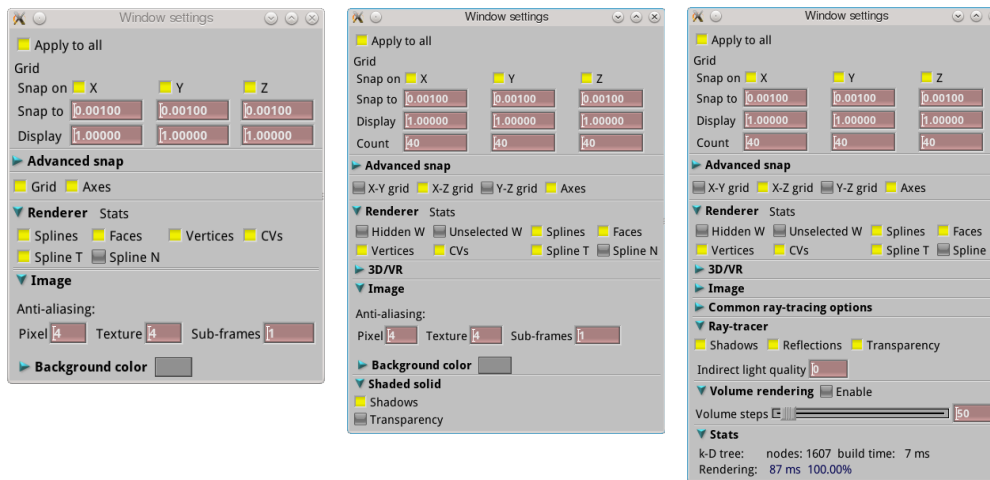 Window settings
Apply to all
Grid
Snap on X Y Z
Snap to 0.00100 0.00100 0.00100
Display 1.00000 1.00000 1.00000
Advanced snap
Grid Axes
Renderer Stats
Splines Faces Vertices CVs
Spline T Spline N
Image
Anti-aliasing:
Pixel 4 Texture 4 Sub-frames 1
Background color
Window settings
Apply to all
Grid
Snap on X Y Z
Snap to 0.00100 0.00100 0.00100
Display 1.00000 1.00000 1.00000
Count 40 40 40
Advanced snap
X-Y grid X-Z grid Y-Z grid Axes
Renderer Stats
Hidden W Unselected W Splines Faces
Vertices CVs Spline T Spline N
3D/VR
Image
Anti-aliasing:
Pixel 4 Texture 4 Sub-frames 1
Background color
Shaded solid
Shadows
Transparency
Window settings
Apply to all
Grid
Snap on X Y Z
Snap to 0.00100 0.00100 0.00100
Display 1.00000 1.00000 1.00000
Count 40 40 40
Advanced snap
X-Y grid X-Z grid Y-Z grid Axes
Renderer Stats
Hidden W Unselected W Splines Faces
Vertices CVs Spline T Spline
3D/VR
Image
Common ray-tracing options
Ray-tracer
Shadows Reflections Transparency
Indirect light quality 0
Volume rendering Enable
Volume steps 50
Stats
k-D tree: nodes: 1607 build time: 7 ms
Rendering: 87 ms 100.00%